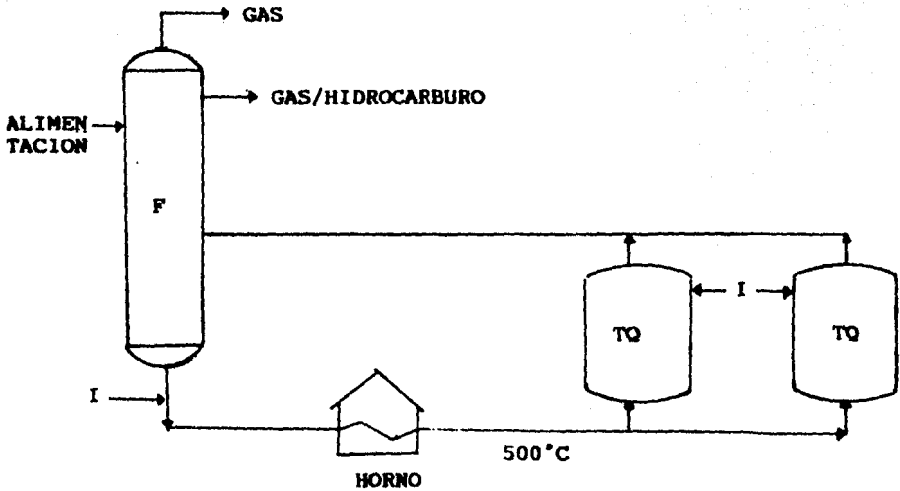 GAS
GAS/HIDROCARBURO
ALIMEN
TACION
F
I
TQ
TQ
I
500°C
HORNO